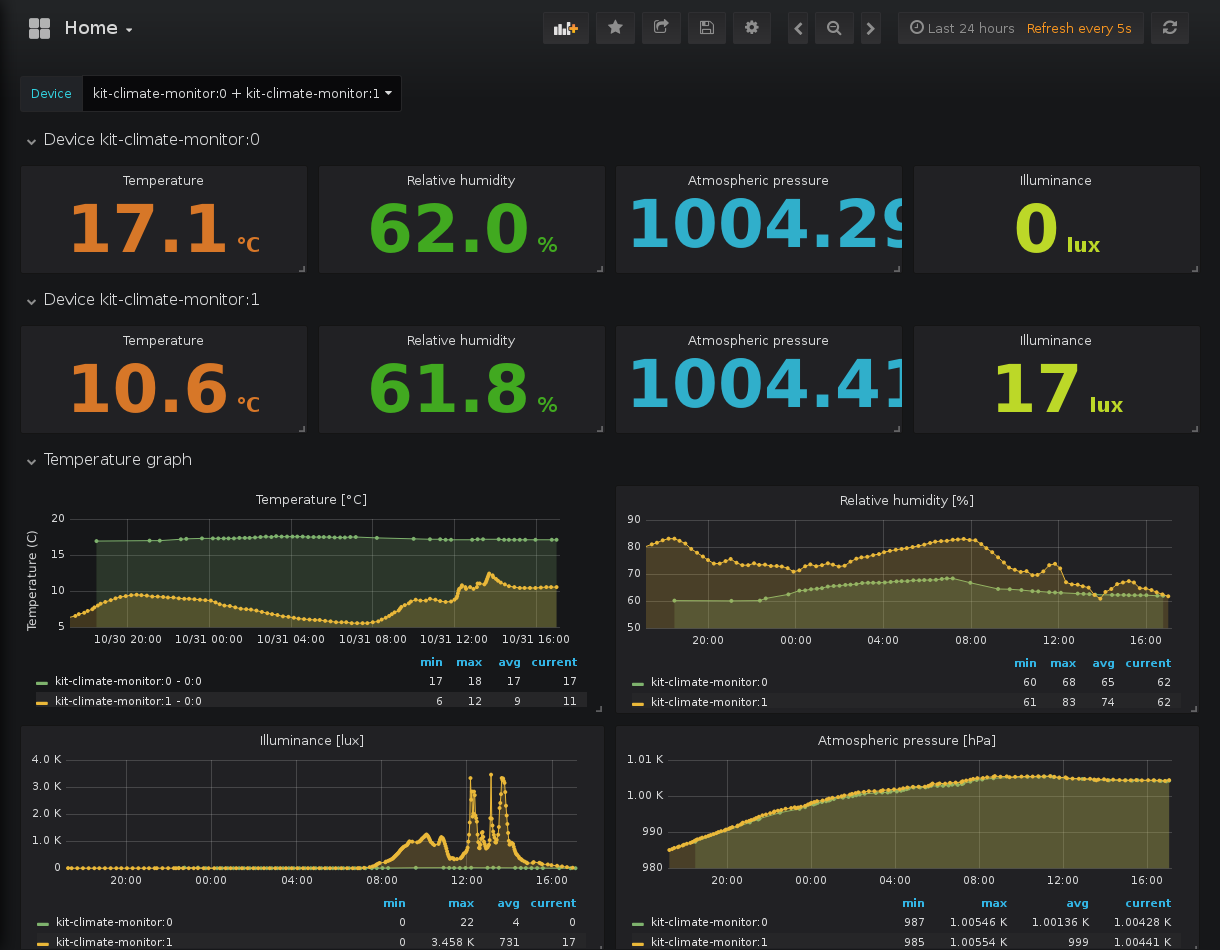 Home
Last 24 hours Refresh every 5s
Device kit-climate-monitor:0 + kit-climate-monitor:1
Device kit-climate-monitor:0
Temperature Relative humidity Atmospheric pressure Illuminance
17.1 °C 62.0 % 1004.29 0 lux
Device kit-climate-monitor:1
Temperature Relative humidity Atmospheric pressure Illuminance
10.6 °C 61.8 % 1004.41 17 lux
Temperature graph
Temperature [°C]
Temperature (C)
20
15
10
5
10/30 20:00 10/31 00:00 10/31 04:00 10/31 08:00 10/31 12:00 10/31 16:00
min max avg current
kit-climate-monitor:0 - 0:0 17 18 17 17
kit-climate-monitor:1 - 0:0 6 12 9 11
Relative humidity [%]
90
80
70
60
50
20:00 00:00 04:00 08:00 12:00 16:00
min max avg current
kit-climate-monitor:0 60 68 65 62
kit-climate-monitor:1 61 83 74 62
Illuminance [lux]
4.0 K
3.0 K
2.0 K
1.0 K
0
20:00 00:00 04:00 08:00 12:00 16:00
min max avg current
kit-climate-monitor:0 0 22 4 0
kit-climate-monitor:1 0 3.458 K 731 17
Atmospheric pressure [hPa]
1.01 K
1.00 K
990
980
20:00 00:00 04:00 08:00 12:00 16:00
min max avg current
kit-climate-monitor:0 987 1.00546 K 1.00136 K 1.00428 K
kit-climate-monitor:1 985 1.00554 K 999 1.00441 K